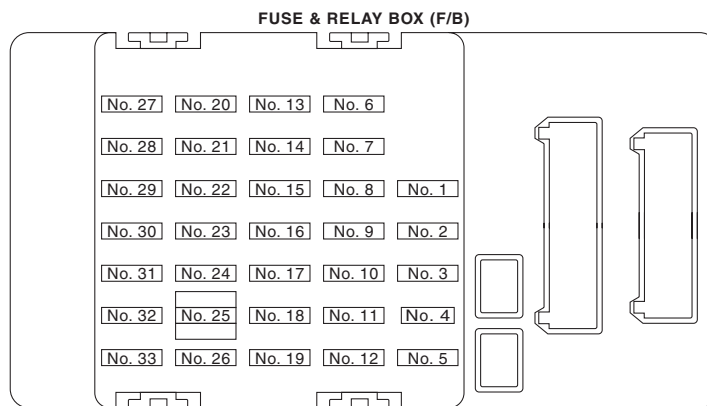 FUSE & RELAY BOX (F/B)
No. 27 No. 20 No. 13 No. 6
No. 28 No. 21 No. 14 No. 7
No. 29 No. 22 No. 15 No. 8 No. 1
No. 30 No. 23 No. 16 No. 9 No. 2
No. 31 No. 24 No. 17 No. 10 No. 3
No. 32 No. 25 No. 18 No. 11 No. 4
No. 33 No. 26 No. 19 No. 12 No. 5